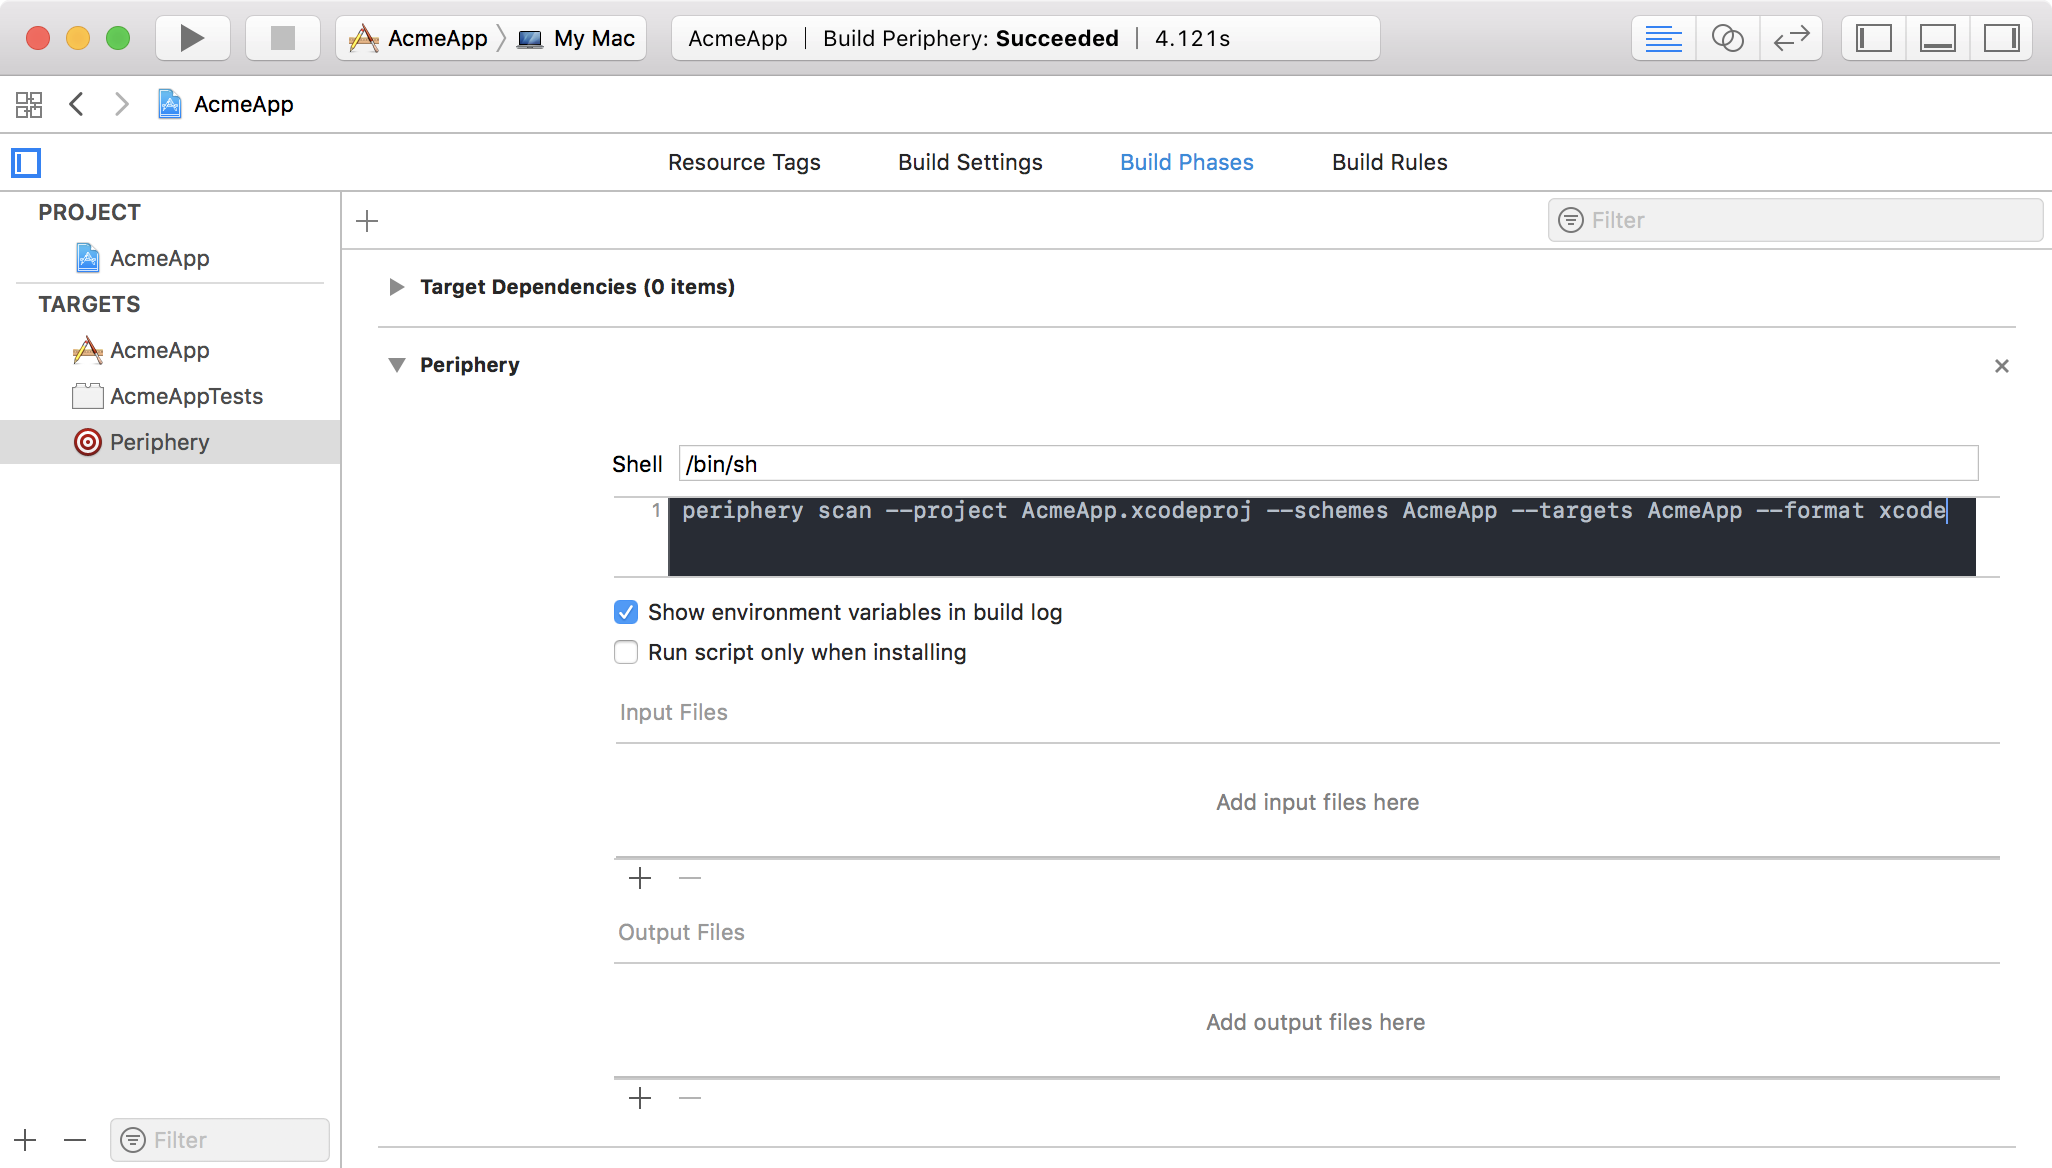 AcmeApp My Mac AcmeApp Build Periphery: Succeeded 4.121s
AcmeApp
Resource Tags Build Settings Build Phases Build Rules
PROJECT
AcmeApp
TARGETS
AcmeApp
AcmeAppTests
Periphery
Filter
Filter
Target Dependencies (0 items)
Periphery
Shell /bin/sh
1 periphery scan --project AcmeApp.xcodeproj --schemes AcmeApp --targets AcmeApp --format xcode
Show environment variables in build log
Run script only when installing
Input Files
Add input files here
Output Files
Add output files here